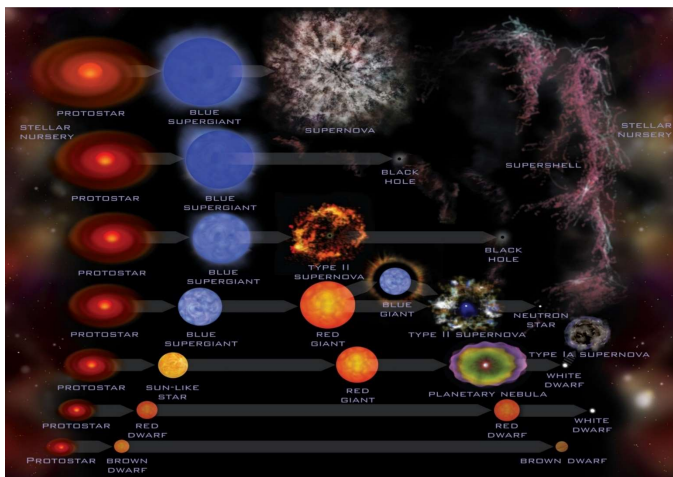 PROTOSTAR
BLUE
SUPERGIANT
SUPERNOVA
STELLAR
NURSERY
STELLAR
NURSERY
SUPERSHELL
PROTOSTAR
BLUE
SUPERGIANT
BLACK
HOLE
PROTOSTAR
BLUE
SUPERGIANT
TYPE II
SUPERNOVA
BLACK
HOLE
PROTOSTAR
BLUE
SUPERGIANT
RED
GIANT
BLUE
GIANT
TYPE II SUPERNOVA
NEUTRON
STAR
TYPE IA SUPERNOVA
PROTOSTAR
SUN-LIKE
STAR
RED
GIANT
PLANETARY NEBULA
WHITE
DWARF
PROTOSTAR
RED
DWARF
RED
DWARF
WHITE
DWARF
PROTOSTAR
BROWN
DWARF
BROWN DWARF